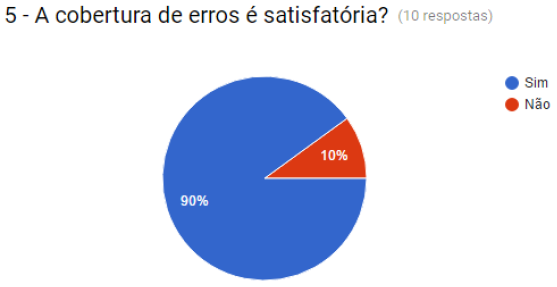 5 - A cobertura de erros é satisfatória? (10 respostas)
Sim
Não
10%
90%